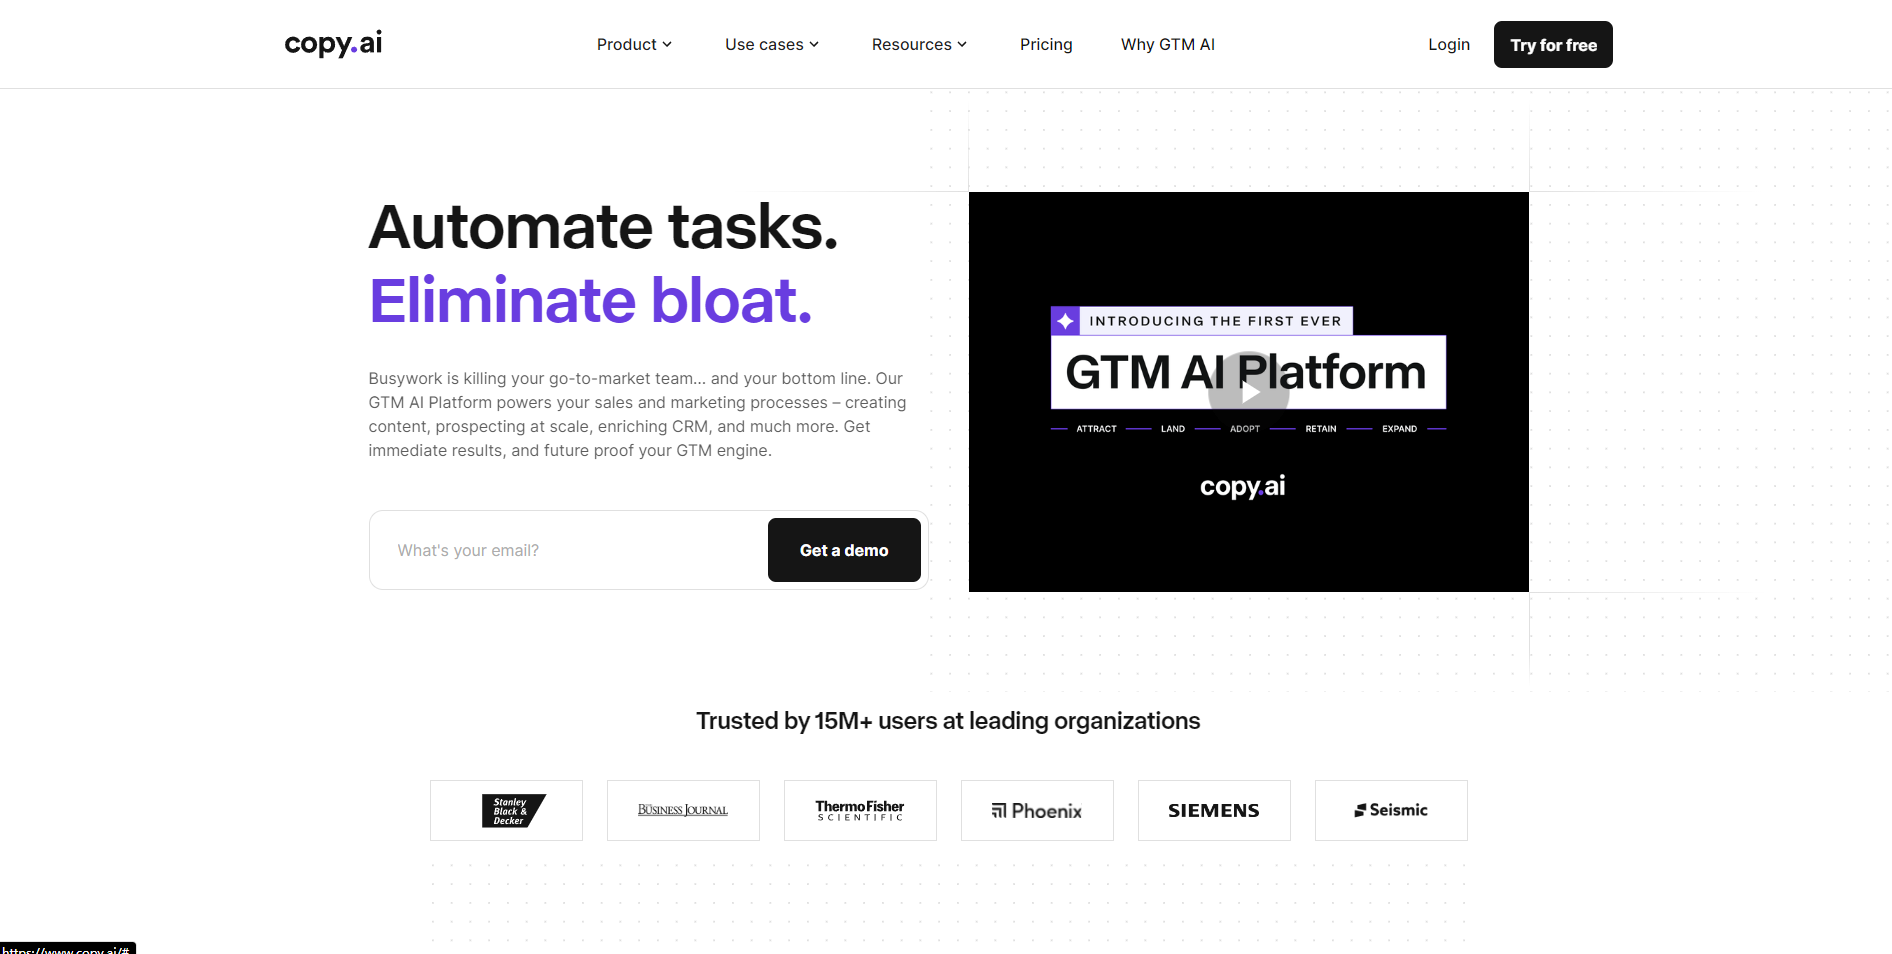 copy.ai
Product
Use cases
Resources
Pricing
Why GTM AI
Login
Try for free
Automate tasks.
Eliminate bloat.
Busywork is killing your go-to-market team... and your bottom line. Our
GTM AI Platform powers your sales and marketing processes – creating
content, prospecting at scale, enriching CRM, and much more. Get
immediate results, and future proof your GTM engine.
What's your email?
Get a demo
INTRODUCING THE FIRST EVER
GTM AI Platform
ATTRACT LAND ADOPT RETAIN EXPAND
copy.ai
Trusted by 15M+ users at leading organizations
Stanley
Black &
Decker
THE BUSINESS JOURNAL
ThermoFisher
SCIENTIFIC
Phoenix
SIEMENS
Seismic
https://www.copy.ai/#